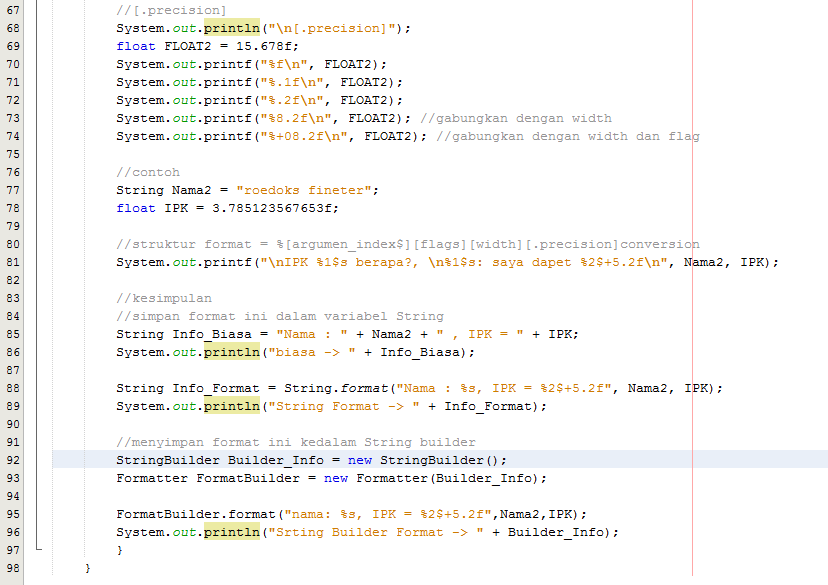 67 //[.precision]
68 System.out.println("\n[.precision]");
69 float FLOAT2 = 15.678f;
70 System.out.printf("%f\n", FLOAT2);
71 System.out.printf("%.1f\n", FLOAT2);
72 System.out.printf("%.2f\n", FLOAT2);
73 System.out.printf("%8.2f\n", FLOAT2); //gabungkan dengan width
74 System.out.printf("%+08.2f\n", FLOAT2); //gabungkan dengan width dan flag
75
76 //contoh
77 String Nama2 = "roedoks fineter";
78 float IPK = 3.785123567653f;
79
80 //struktur format = %[argumen_index$][flags][width][.precision]conversion
81 System.out.printf("\nIPK %1$s berapa?, \n%1$s: saya dapet %2$+5.2f\n", Nama2, IPK);
82
83 //kesimpulan
84 //simpan format ini dalam variabel String
85 String Info_Biasa = "Nama : " + Nama2 + " , IPK = " + IPK;
86 System.out.println("biasa -> " + Info_Biasa);
87
88 String Info_Format = String.format("Nama : %s, IPK = %2$+5.2f", Nama2, IPK);
89 System.out.println("String Format -> " + Info_Format);
90
91 //menyimpan format ini kedalam String builder
92 StringBuilder Builder_Info = new StringBuilder();
93 Formatter FormatBuilder = new Formatter(Builder_Info);
94
95 FormatBuilder.format("nama: %s, IPK = %2$+5.2f",Nama2,IPK);
96 System.out.println("Srting Builder Format -> " + Builder_Info);
97 }
98 }